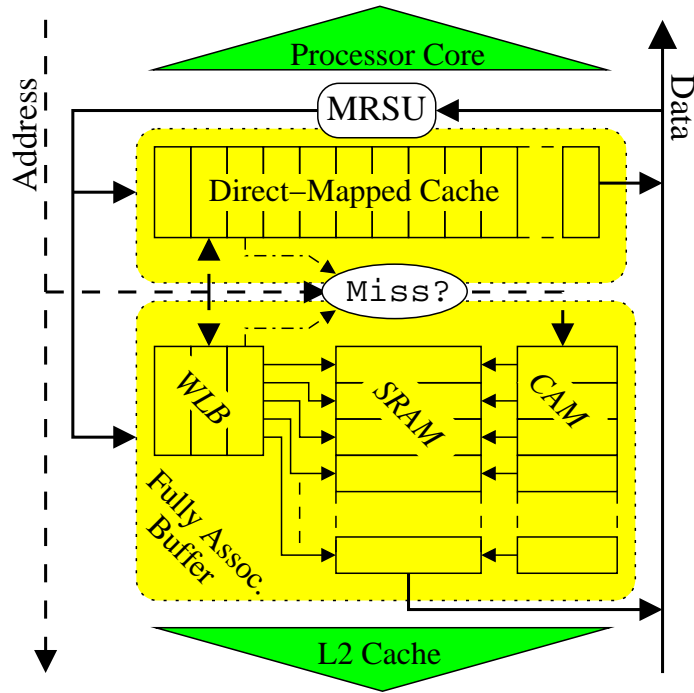 Processor Core
Address
Data
MRSU
Direct–Mapped Cache
Miss?
WLB
SRAM
CAM
Fully Assoc.
Buffer
L2 Cache